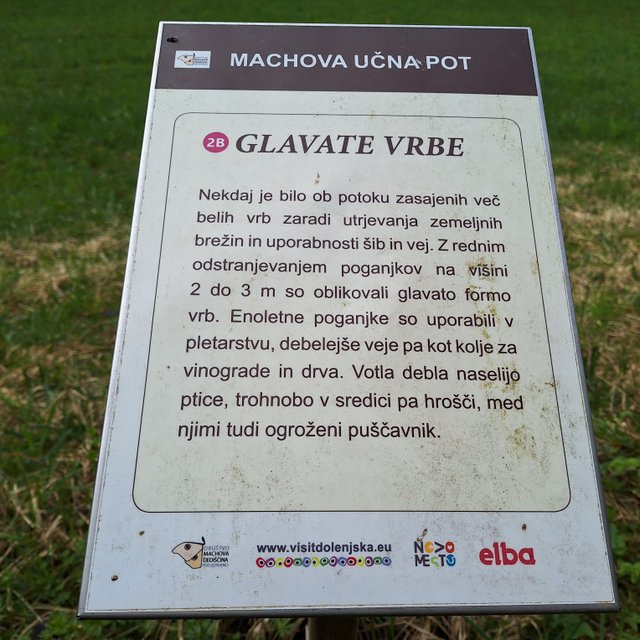 MACHOVA UČNA POT
2B GLAVATE VRBE
Nekdaj je bilo ob potoku zasajenih več
belih vrb zaradi utrjevanja zemeljnih
brežin in uporabnosti šib in vej. Z rednim
odstranjevanjem poganjkov na višini
2 do 3 m so oblikovali glavato formo
vrb. Enoletne poganjke so uporabili v
pletarstvu, debelejše veje pa kot kolje za
vinograde in drva. Votla debla naselijo
ptice, trohnobo v sredici pa hrošči, med
njimi tudi ogroženi puščavnik.
DRUŠTVO
MACHOVA
DEDIŠČINA
www.visitdolenjska.eu
NOVO
MESTO
elba